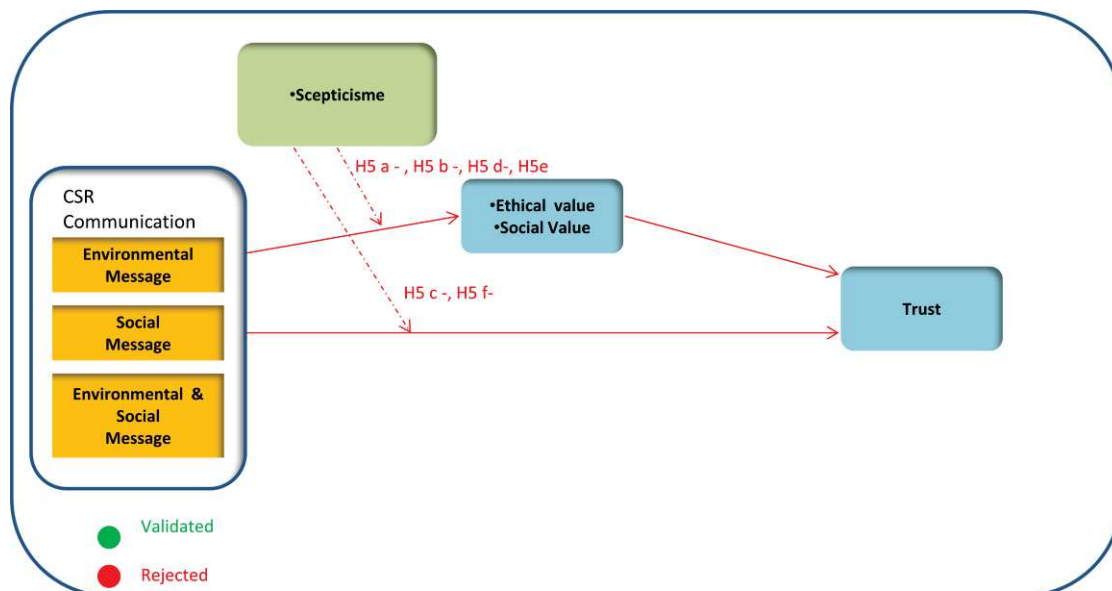 •Scepticisme
H5 a - , H5 b -, H5 d-, H5e
CSR
Communication
•Ethical value
•Social Value
Environmental
Message
H5 c -, H5 f-
Social
Message
Trust
Environmental &
Social
Message
Validated
Rejected